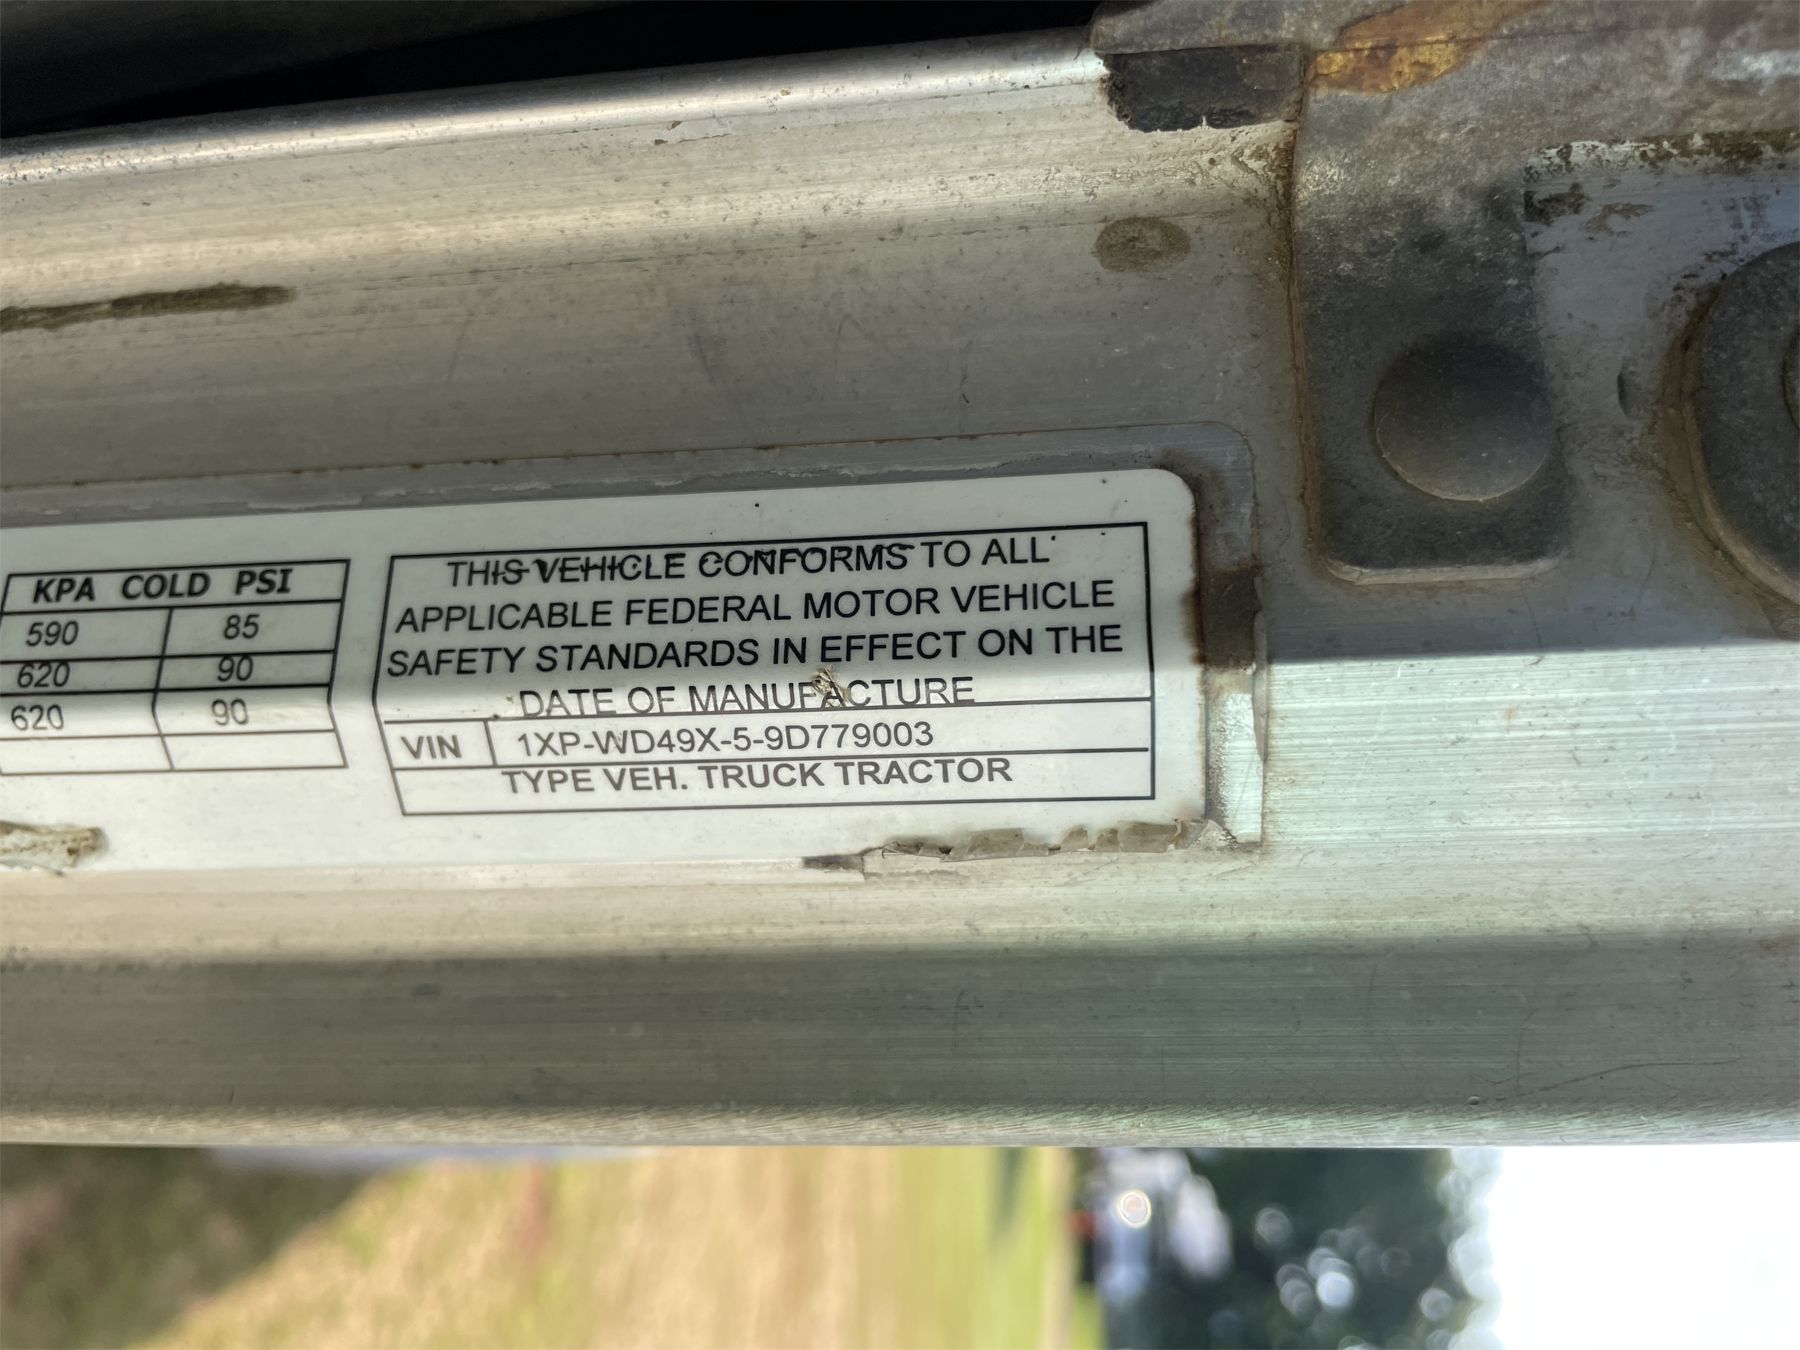 KPA COLD PSI
590 85
620 90
620 90
THIS VEHICLE CONFORMS TO ALL
APPLICABLE FEDERAL MOTOR VEHICLE
SAFETY STANDARDS IN EFFECT ON THE
DATE OF MANUFACTURE
VIN 1XP-WD49X-5-9D779003
TYPE VEH. TRUCK TRACTOR